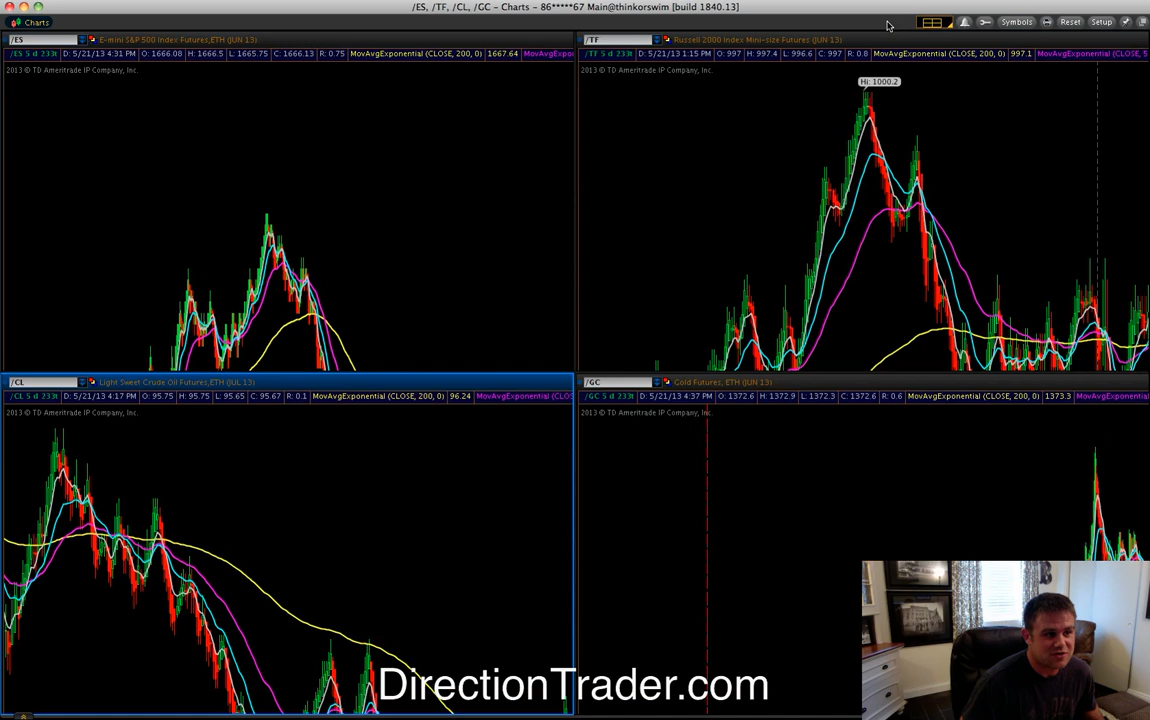 /ES, /TF, /CL, /GC - Charts - 86*****67 Main@thinkorswim [build 1840.13]
Charts
Symbols
Reset
Setup
/ES
E-mini S&P 500 Index Futures,ETH (JUN 13)
/ES 5 d 233t D: 5/21/13 4:31 PM O: 1666 L: 1665.75 C: 1666.13 R: 0.75 MovAvgExponential (CLOSE, 200, 0) 1667.64 MovAvgExpo
2013 © TD Ameritrade IP Company, Inc.
/TF
Russell 2000 Index Mini-size Futures (JUN 13)
/TF 5 d 233t D: 5/21/13 1:15 PM O: 997 H: 997.4 L: 996.6 C: 997 R: 0.8 MovAvgExponential (CLOSE, 200, 0) 997.1 MovAvgExponential (CLOSE, 5
2013 © TD Ameritrade IP Company, Inc.
Hi: 1000.2
/CL
Light Sweet Crude Oil Futures,ETH (JUL 13)
/CL 5 d 233t D: 5/21/13 4:17 PM O: 95.75 H: 95.75 L: 95.65 C: 95.67 R: 0.1 MovAvgExponential (CLOSE, 200, 0) 96.24 MovAvgExponential (CLOS
2013 © TD Ameritrade IP Company, Inc.
/GC
Gold Futures, ETH (JUN 13)
/GC 5 d 233t D: 5/21/13 4:37 PM O: 1372.6 H: 1372.9 L: 1372.3 C: 1372.6 R: 0.6 MovAvgExponential (CLOSE, 200, 0) 1373.3 MovAvgExponential
2013 © TD Ameritrade IP Company, Inc.
DirectionTrader.com